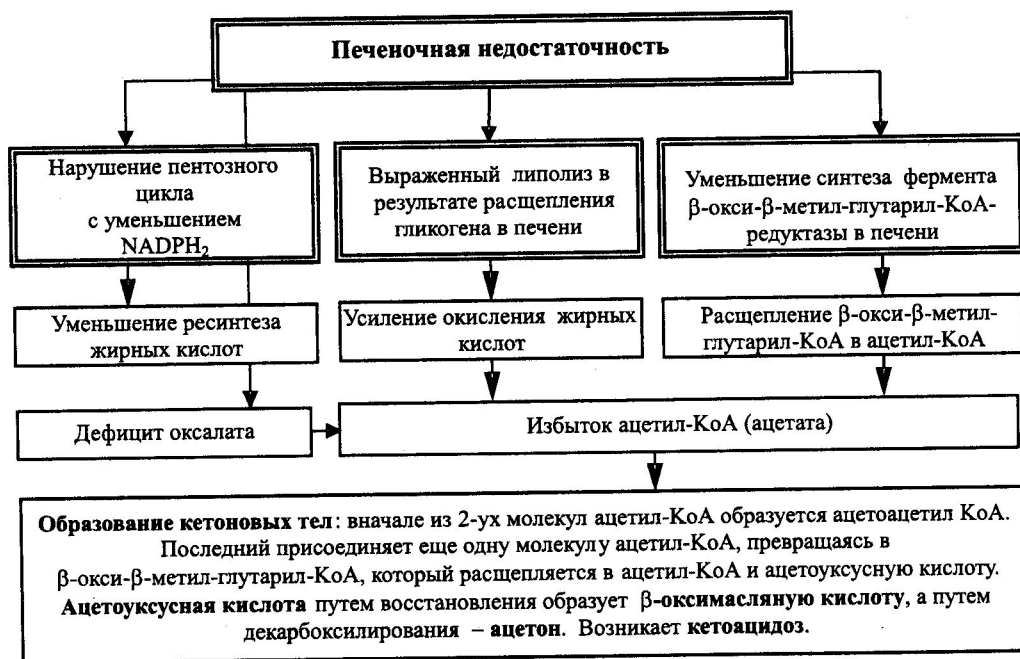 Печеночная недостаточность
Нарушение пентозного
цикла
с уменьшением
NADPH₂
Выраженный липолиз в
результате расщепления
гликогена в печени
Уменьшение синтеза фермента
β-окси-β-метил-глутарил-КоА-
редуктазы в печени
Уменьшение ресинтеза
жирных кислот
Усиление окисления жирных
кислот
Расщепление β-окси-β-метил-
глутарил-КоА в ацетил-КоА
Дефицит оксалата
Избыток ацетил-КоА (ацетата)
Образование кетоновых тел: вначале из 2-ух молекул ацетил-КоА образуется ацетоацетил КоА.
Последний присоединяет еще одну молекулу ацетил-КоА, превращаясь в
β-окси-β-метил-глутарил-КоА, который расщепляется в ацетил-КоА и ацетоуксусную кислоту.
Ацетоуксусная кислота путем восстановления образует β-оксимасляную кислоту, а путем
декарбоксилирования – ацетон. Возникает кетоацидоз.